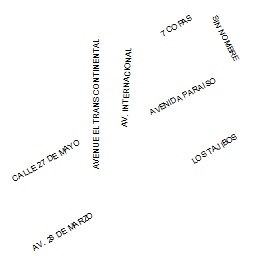 7 COPAS
SIN NOMBRE
AVENUE EL TRANSCONTINENTAL
AV. INTERNACIONAL
AVENIDA PARAISO
CALLE 27 DE MAYO
LOS TAJIBOS
AV. 28 DE MARZO